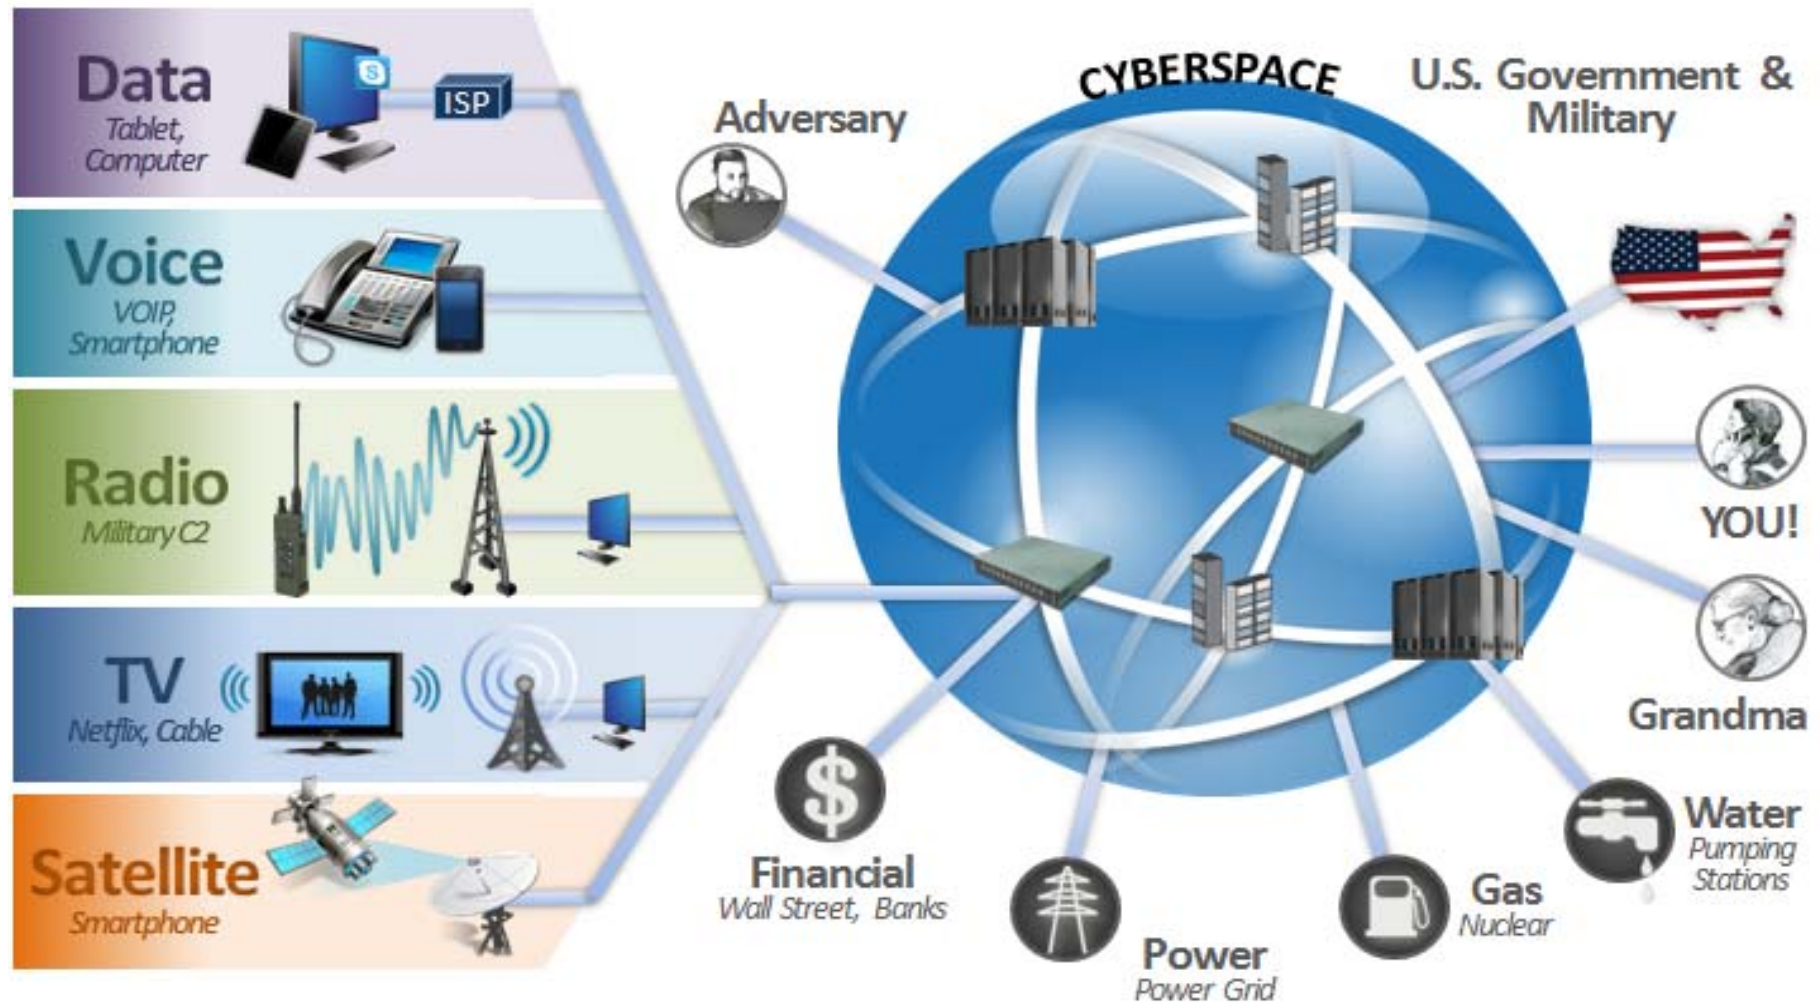 Data
Tablet,
Computer
S
ISP
Voice
VOIP,
Smartphone
Radio
Military C2
TV
Netflix, Cable
Satellite
Smartphone
CYBERSPACE
Adversary
U.S. Government &
Military
YOU!
Grandma
Water
Pumping
Stations
Gas
Nuclear
Power
Power Grid
$
Financial
Wall Street, Banks